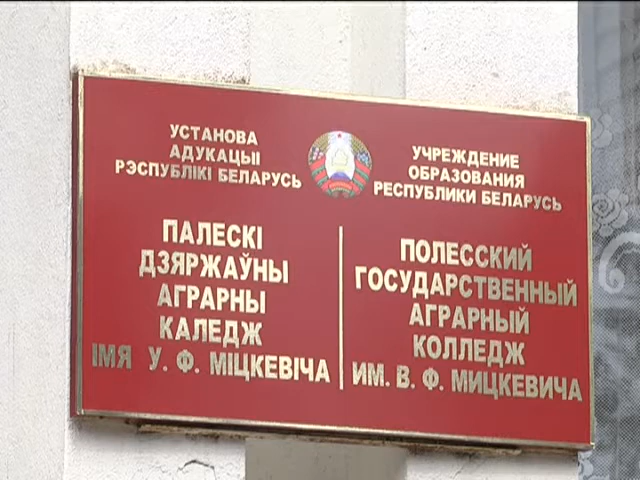 УСТАНОВА
АДУКАЦЫІ
РЭСПУБЛІКІ БЕЛАРУСЬ
ПАЛЕСКІ
ДЗЯРЖАЎНЫ
АГРАРНЫ
КАЛЕДЖ
ІМЯ У. Ф. МІЦКЕВІЧА
УЧРЕЖДЕНИЕ
ОБРАЗОВАНИЯ
РЕСПУБЛИКИ БЕЛАРУСЬ
ПОЛЕССКИЙ
ГОСУДАРСТВЕННЫЙ
АГРАРНЫЙ
КОЛЛЕДЖ
ИМ. В. Ф. МИЦКЕВИЧА